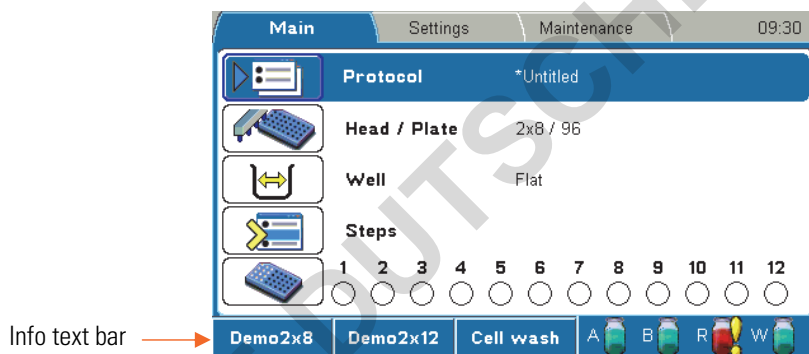 Main Settings Maintenance 09:30
Protocol *Untitled
Head / Plate 2x8 / 96
Well Flat
Steps
1 2 3 4 5 6 7 8 9 10 11 12
Info text bar Demo2x8 Demo2x12 Cell wash A B R W
DUTSCH